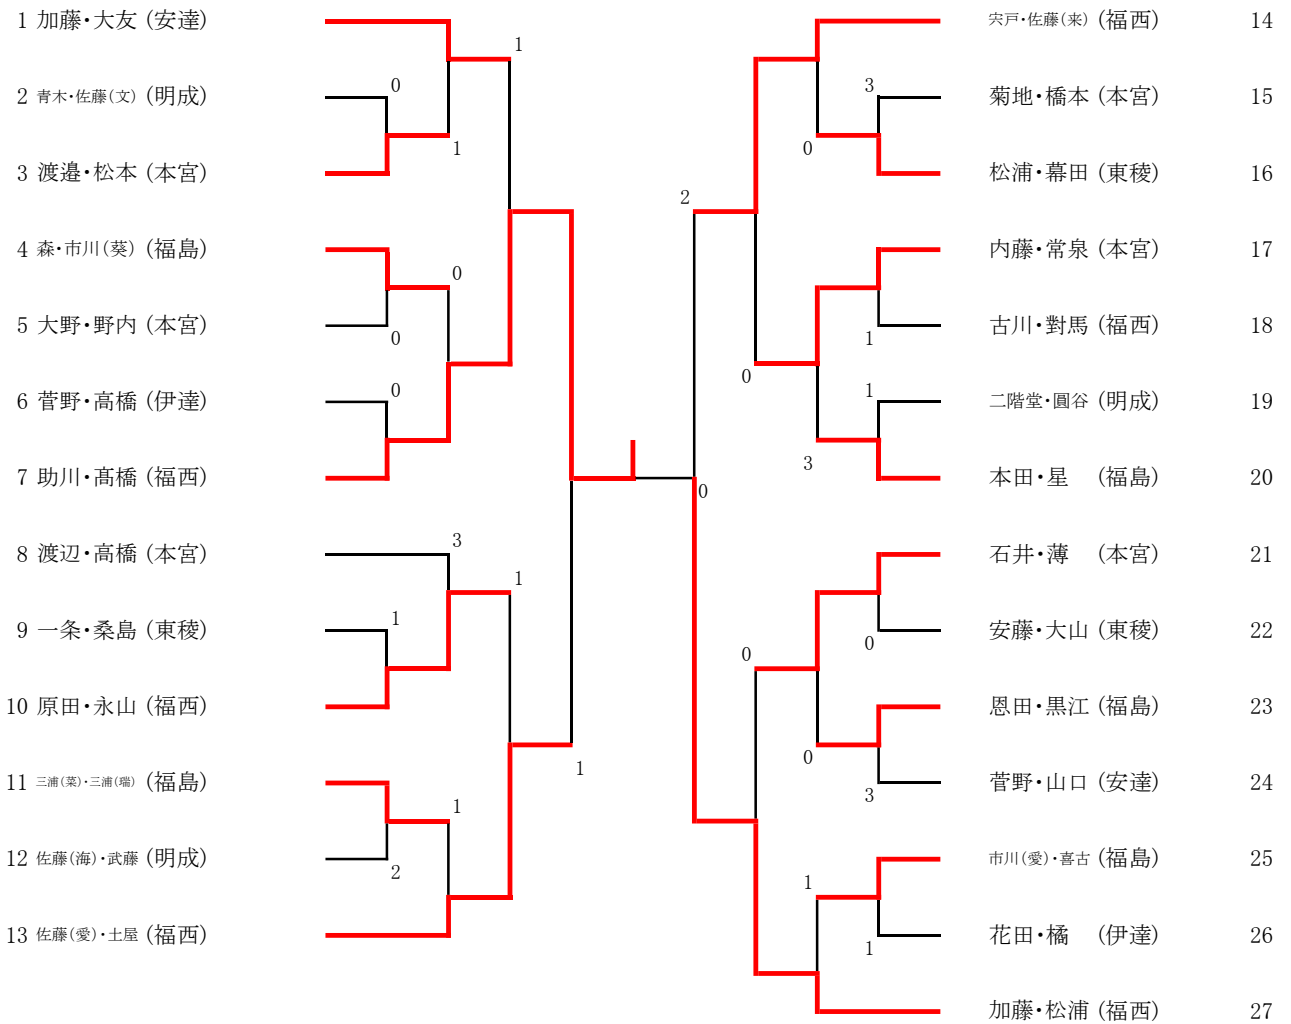 1 加藤・大友 (安達)
2 青木・佐藤(文) (明成)
3 渡邉・松本 (本宮)
4 森・市川(葵) (福島)
5 大野・野内 (本宮)
6 菅野・高橋 (伊達)
7 助川・髙橋 (福西)
8 渡辺・高橋 (本宮)
9 一条・桑島 (東稜)
10 原田・永山 (福西)
11 三浦(菜)・三浦(瑞) (福島)
12 佐藤(海)・武藤 (明成)
13 佐藤(愛)・土屋 (福西)
1
0
1
0
0
0
3
1
1
1
2
1
2
0
3
0
1
0
1
3
0
0
0
3
1
1
宍戸・佐藤(来) (福西) 14
菊地・橋本 (本宮) 15
松浦・幕田 (東稜) 16
内藤・常泉 (本宮) 17
古川・對馬 (福西) 18
二階堂・圓谷 (明成) 19
本田・星 (福島) 20
石井・薄 (本宮) 21
安藤・大山 (東稜) 22
恩田・黒江 (福島) 23
菅野・山口 (安達) 24
市川(愛)・喜古 (福島) 25
花田・橘 (伊達) 26
加藤・松浦 (福西) 27